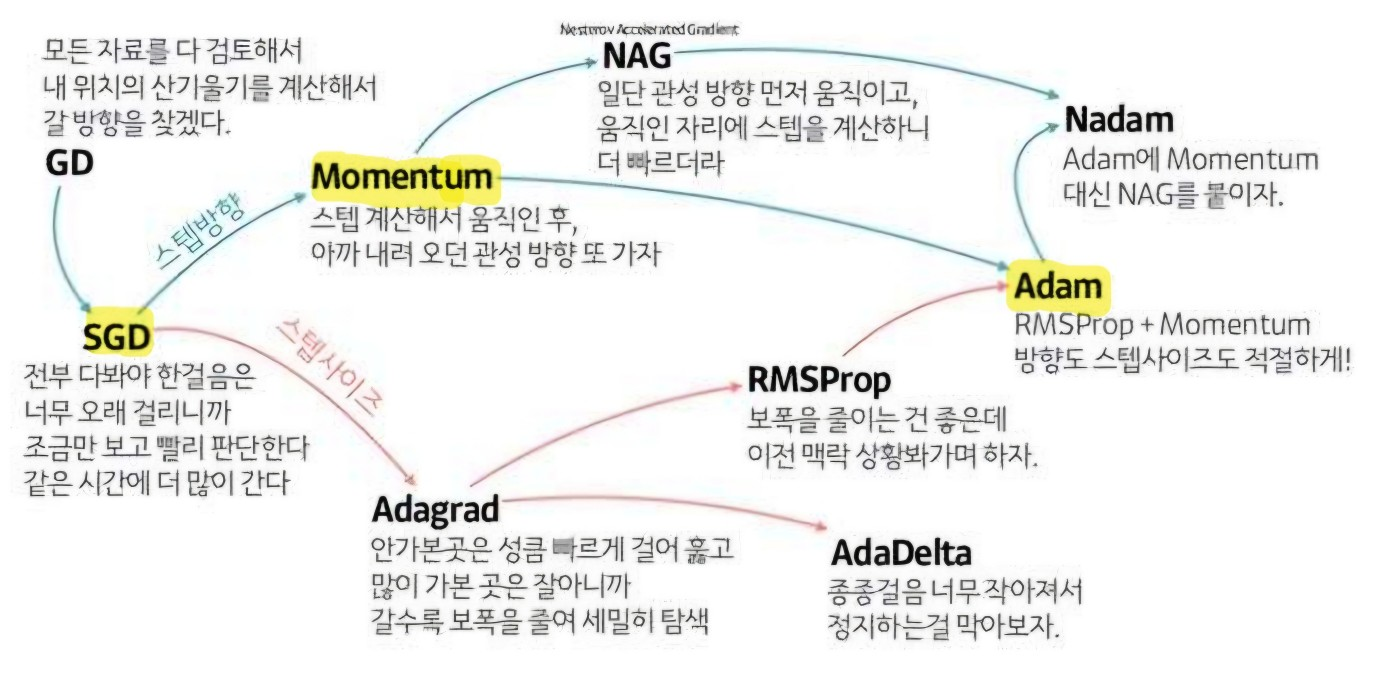 모든 자료를 다 검토해서
내 위치의 산기울기를 계산해서
갈 방향을 찾겠다.
GD
스텝방향
Nesterov Accelerated Gradient
NAG
일단 관성 방향 먼저 움직이고,
움직인 자리에 스텝을 계산하니
더 빠르더라
Momentum
스텝 계산해서 움직인 후,
아까 내려 오던 관성 방향 또 가자
Nadam
Adam에 Momentum
대신 NAG를 붙이자.
SGD
전부 다봐야 한걸음은
너무 오래 걸리니까
조금만 보고 빨리 판단한다
같은 시간에 더 많이 간다
스텝사이즈
Adam
RMSProp + Momentum
방향도 스텝사이즈도 적절하게!
RMSProp
보폭을 줄이는 건 좋은데
이전 맥락 상황봐가며 하자.
Adagrad
안가본곳은 성큼 빠르게 걸어 훑고
많이 가본 곳은 잘아니까
갈수록 보폭을 줄여 세밀히 탐색
AdaDelta
종종걸음 너무 작아져서
정지하는걸 막아보자.